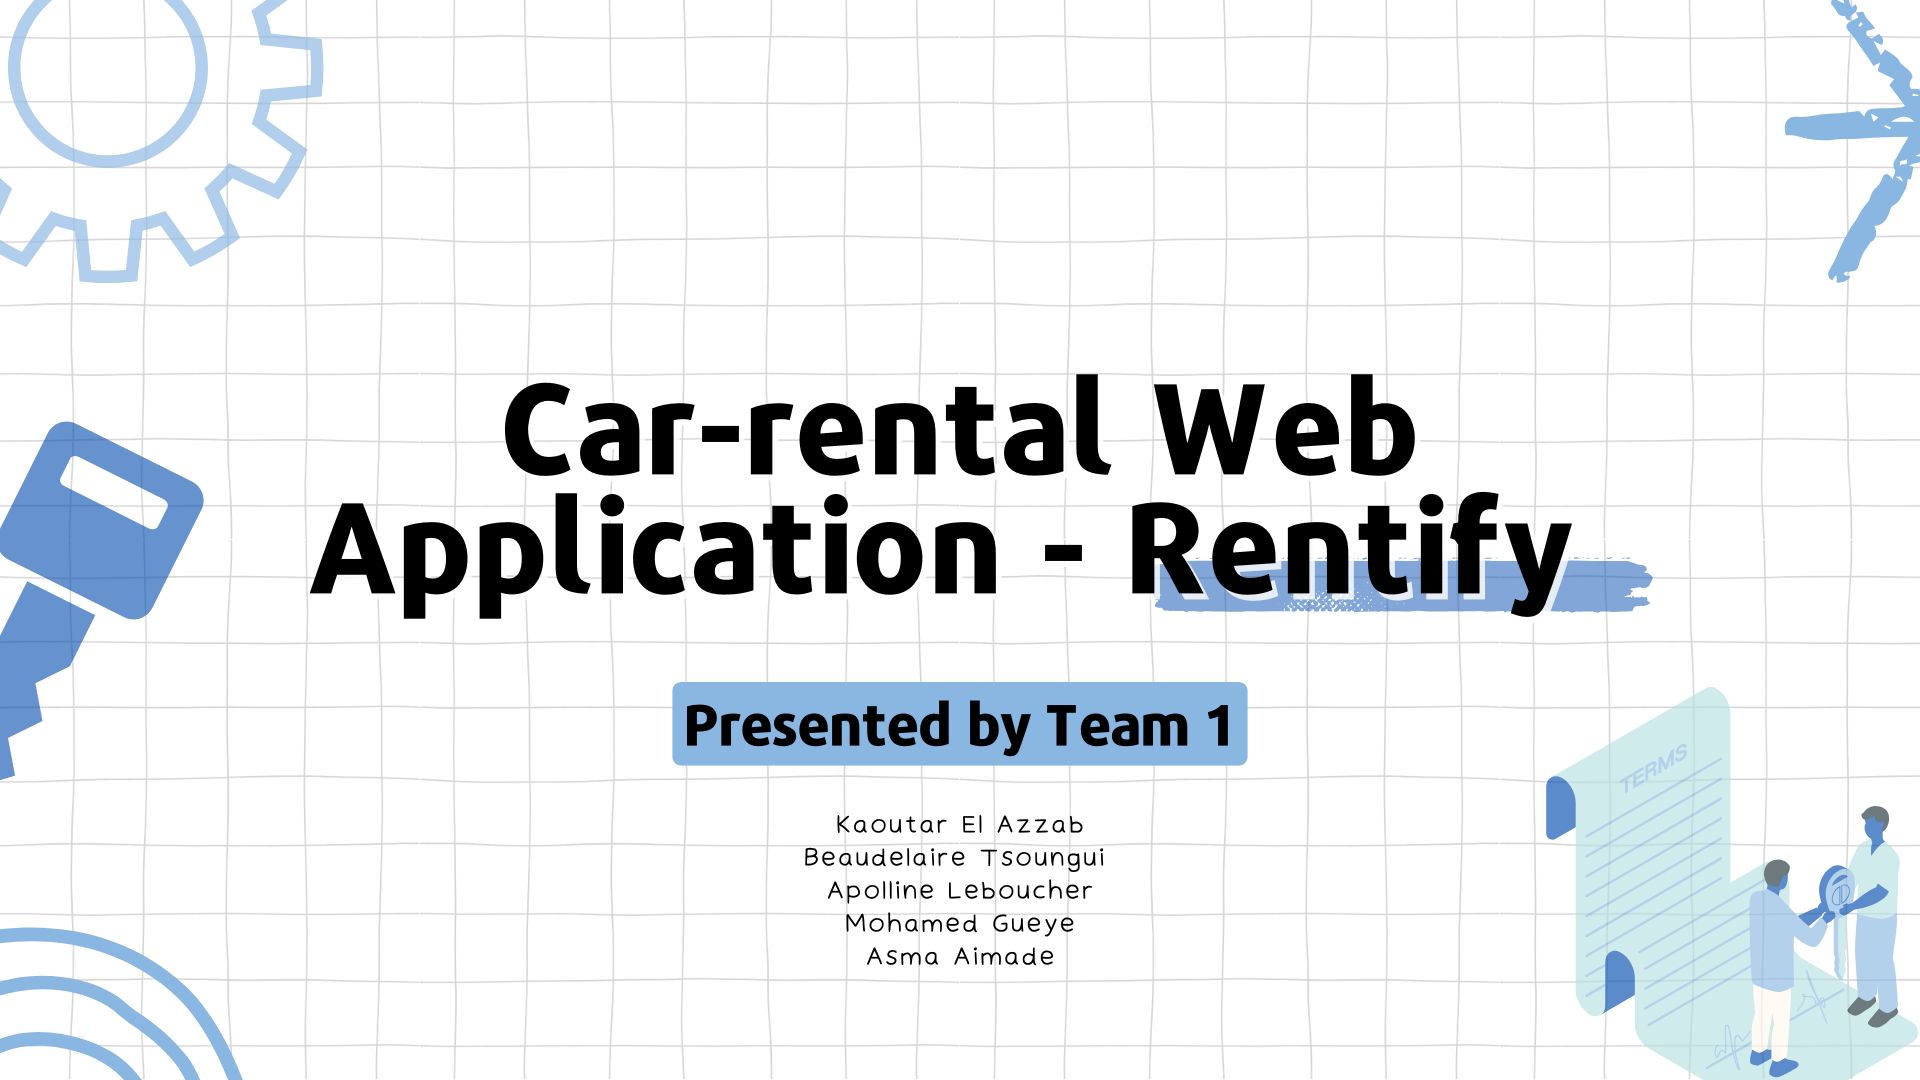 Car-rental Web
Application - Rentify
Presented by Team 1
Kaoutar El Azzab
Beaudelaire Tsoungui
Apolline Leboucher
Mohamed Gueye
Asma Aimade
TERMS